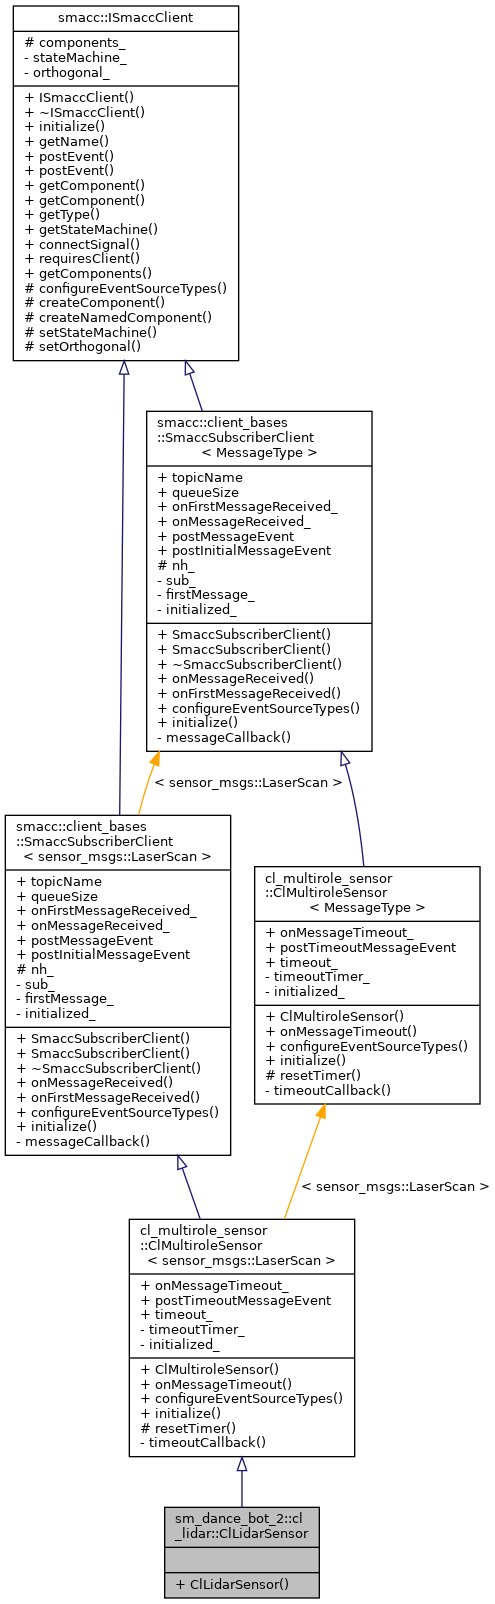 smacc::ISmaccClient
# components_
- stateMachine_
- orthogonal_
+ ISmaccClient()
+ ~ISmaccClient()
+ initialize()
+ getName()
+ postEvent()
+ postEvent()
+ getComponent()
+ getComponent()
+ getType()
+ getStateMachine()
+ connectSignal()
+ requiresClient()
+ getComponents()
# configureEventSourceTypes()
# createComponent()
# createNamedComponent()
# setStateMachine()
# setOrthogonal()
smacc::client_bases
::SmaccSubscriberClient
< MessageType >
+ topicName
+ queueSize
+ onFirstMessageReceived_
+ onMessageReceived_
+ postMessageEvent
+ postInitialMessageEvent
# nh_
- sub_
- firstMessage_
- initialized_
+ SmaccSubscriberClient()
+ SmaccSubscriberClient()
+ ~SmaccSubscriberClient()
+ onMessageReceived()
+ onFirstMessageReceived()
+ configureEventSourceTypes()
+ initialize()
- messageCallback()
< sensor_msgs::LaserScan >
smacc::client_bases
::SmaccSubscriberClient
< sensor_msgs::LaserScan >
+ topicName
+ queueSize
+ onFirstMessageReceived_
+ onMessageReceived_
+ postMessageEvent
+ postInitialMessageEvent
# nh_
- sub_
- firstMessage_
- initialized_
+ SmaccSubscriberClient()
+ SmaccSubscriberClient()
+ ~SmaccSubscriberClient()
+ onMessageReceived()
+ onFirstMessageReceived()
+ configureEventSourceTypes()
+ initialize()
- messageCallback()
cl_multirole_sensor
::ClMultiroleSensor
< MessageType >
+ onMessageTimeout_
+ postTimeoutMessageEvent
+ timeout_
- timeoutTimer_
- initialized_
+ ClMultiroleSensor()
+ onMessageTimeout()
+ configureEventSourceTypes()
+ initialize()
# resetTimer()
- timeoutCallback()
< sensor_msgs::LaserScan >
cl_multirole_sensor
::ClMultiroleSensor
< sensor_msgs::LaserScan >
+ onMessageTimeout_
+ postTimeoutMessageEvent
+ timeout_
- timeoutTimer_
- initialized_
+ ClMultiroleSensor()
+ onMessageTimeout()
+ configureEventSourceTypes()
+ initialize()
# resetTimer()
- timeoutCallback()
sm_dance_bot_2::cl
_lidar::ClLidarSensor
+ ClLidarSensor()